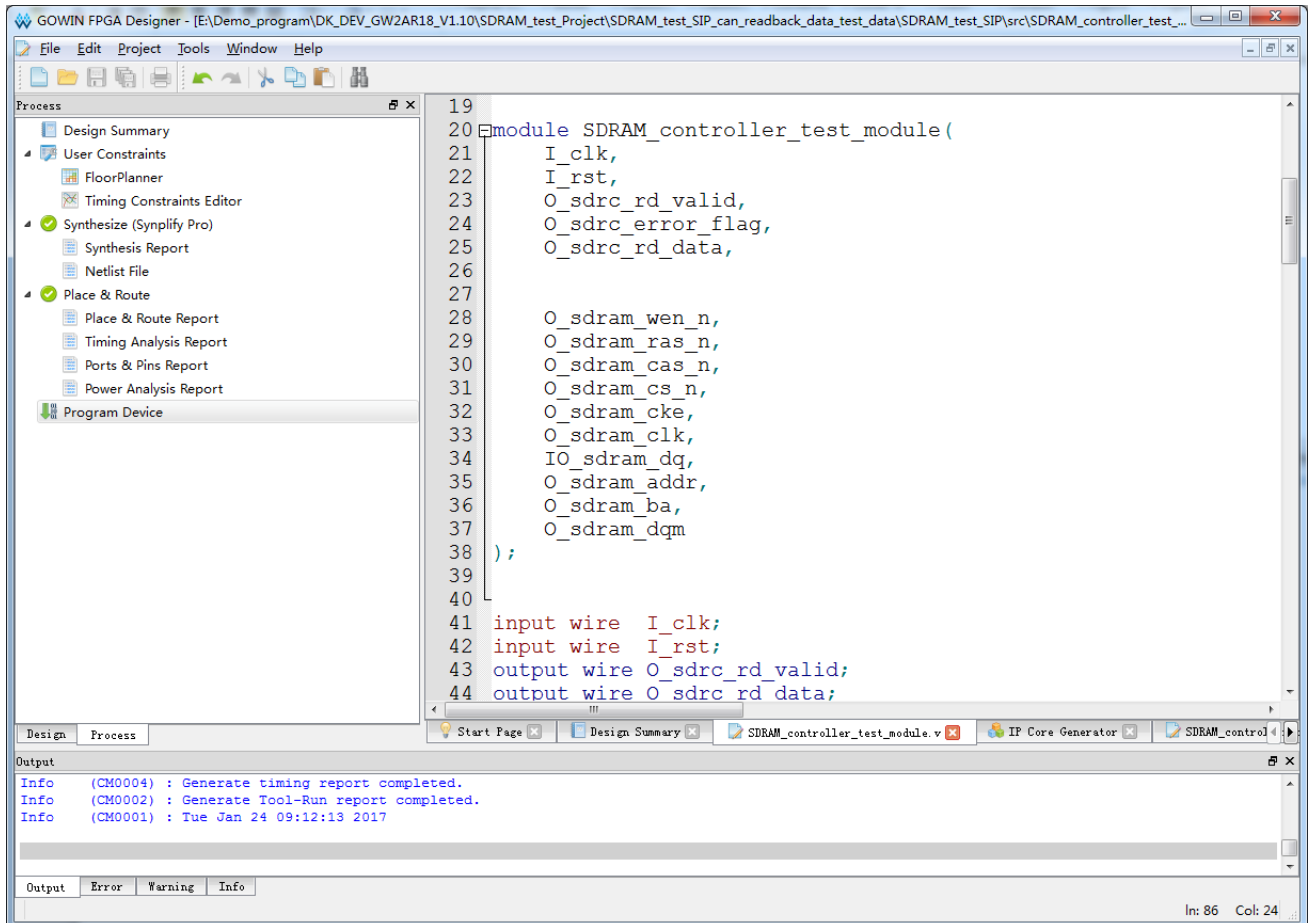 GOWIN FPGA Designer - [E:\Demo_program\DK_DEV_GW2AR18_V1.10\SDRAM_test_Project\SDRAM_test_SIP_can_readback_data_test_data\SDRAM_test_SIP\src\SDRAM_controller_test_...
File Edit Project Tools Window Help
Process
Design Summary
User Constraints
FloorPlanner
Timing Constraints Editor
Synthesize (Synplify Pro)
Synthesis Report
Netlist File
Place & Route
Place & Route Report
Timing Analysis Report
Ports & Pins Report
Power Analysis Report
Program Device
Design Process
19
20 module SDRAM_controller_test_module(
21 I_clk,
22 I_rst,
23 O_sdrc_rd_valid,
24 O_sdrc_error_flag,
25 O_sdrc_rd_data,
26
27
28 O_sdram_wen_n,
29 O_sdram_ras_n,
30 O_sdram_cas_n,
31 O_sdram_cs_n,
32 O_sdram_cke,
33 O_sdram_clk,
34 IO_sdram_dq,
35 O_sdram_addr,
36 O_sdram_ba,
37 O_sdram_dqm
38 );
39
40
41 input wire I_clk;
42 input wire I_rst;
43 output wire O_sdrc_rd_valid;
44 output wire O_sdrc_rd_data;
Start Page Design Summary SDRAM_controller_test_module.v IP Core Generator SDRAM_control
Output
Info (CM0004) : Generate timing report completed.
Info (CM0002) : Generate Tool-Run report completed.
Info (CM0001) : Tue Jan 24 09:12:13 2017
Output Error Warning Info
ln: 86 Col: 24